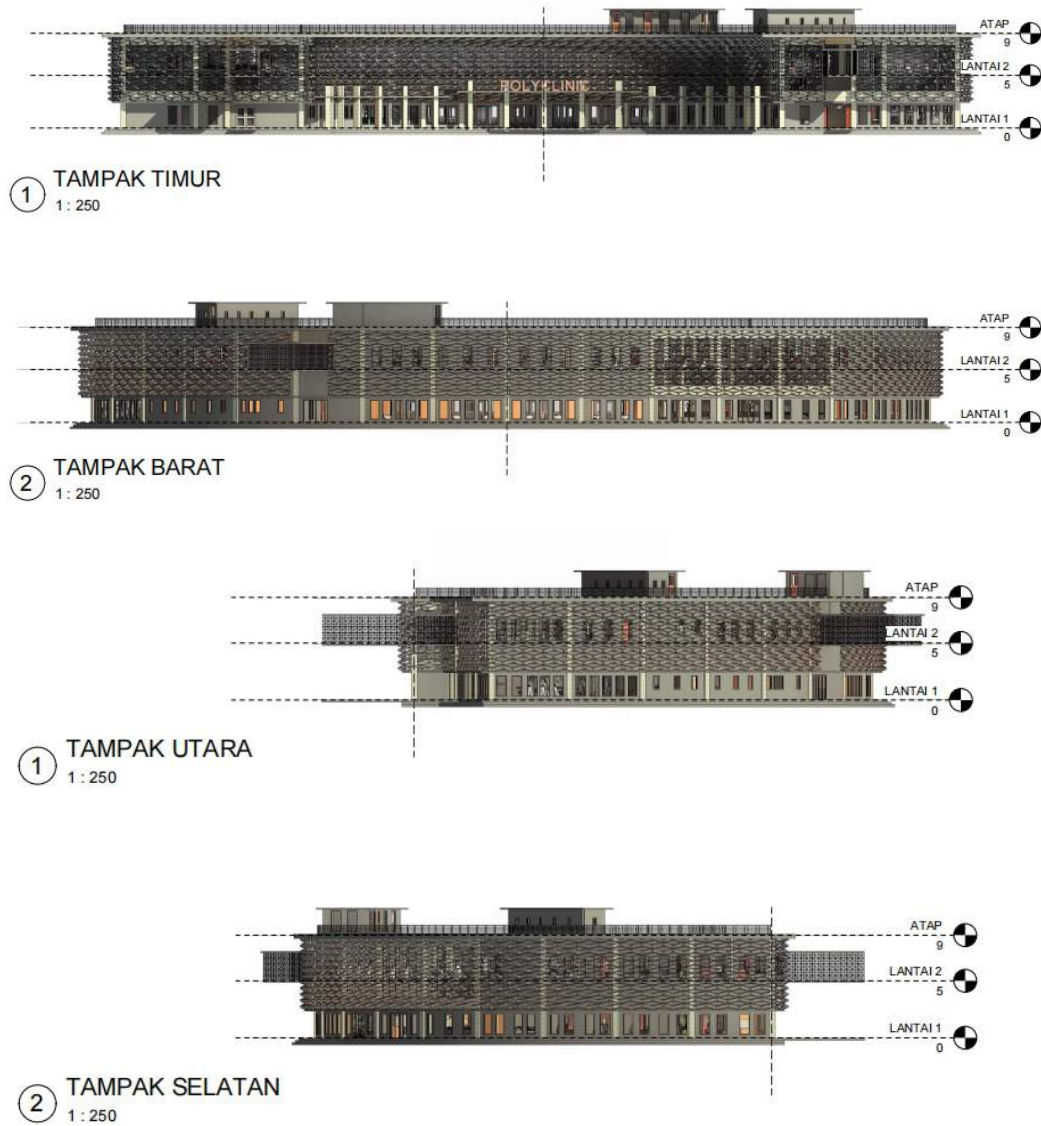 ATAP
9
LANTAI 2
5
POLYCLINIC
LANTAI 1
0
1
TAMPAK TIMUR
1 : 250
ATAP
9
LANTAI 2
5
LANTAI 1
0
2
TAMPAK BARAT
1 : 250
ATAP
9
LANTAI 2
5
LANTAI 1
0
1
TAMPAK UTARA
1 : 250
ATAP
9
LANTAI 2
5
LANTAI 1
0
2
TAMPAK SELATAN
1 : 250